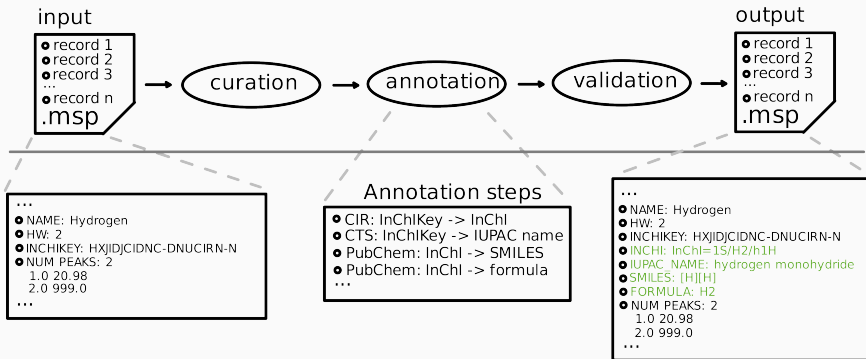 input
record 1
record 2
record 3
...
record n
.msp
curation
annotation
validation
output
record 1
record 2
record 3
...
record n
.msp
...
NAME: Hydrogen
HW: 2
INCHIKEY: HXJIDJCIDNC-DNUCIRN-N
NUM PEAKS: 2
1.0 20.98
2.0 999.0
...
Annotation steps
CIR: InChIKey -> InChI
CTS: InChIKey -> IUPAC name
PubChem: InChI -> SMILES
PubChem: InChI -> formula
...
...
NAME: Hydrogen
HW: 2
INCHIKEY: HXJIDJCIDNC-DNUCIRN-N
INCHI: InChI=1S/H2/h1H
IUPAC_NAME: hydrogen monohydride
SMILES: [H][H]
FORMULA: H2
NUM PEAKS: 2
1.0 20.98
2.0 999.0
...